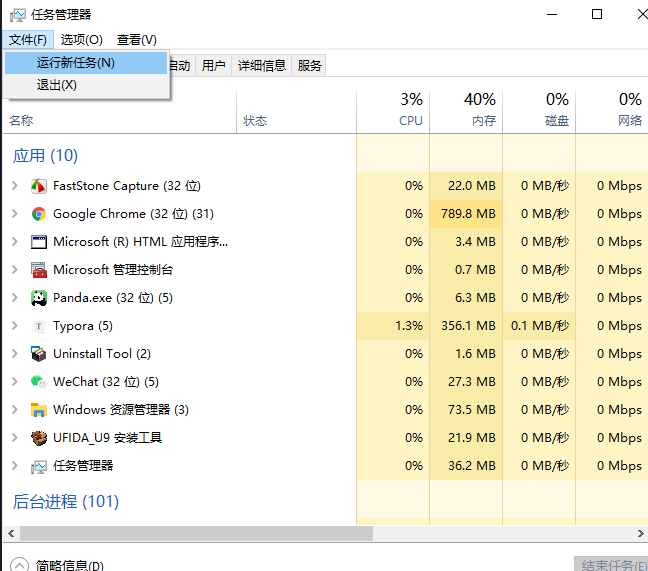 任务管理器
文件(F) 选项(O) 查看(V)
运行新任务(N)
退出(X)
启动 用户 详细信息 服务
3% 40% 0% 0%
名称 状态 CPU 内存 磁盘 网络
应用 (10)
FastStone Capture (32 位) 0% 22.0 MB 0 MB/秒 0 Mbps
Google Chrome (32 位) (31) 0% 789.8 MB 0 MB/秒 0 Mbps
Microsoft (R) HTML 应用程序... 0% 3.4 MB 0 MB/秒 0 Mbps
Microsoft 管理控制台 0% 0.7 MB 0 MB/秒 0 Mbps
Panda.exe (32 位) (5) 0% 6.3 MB 0 MB/秒 0 Mbps
T Typora (5) 1.3% 356.1 MB 0.1 MB/秒 0 Mbps
Uninstall Tool (2) 0% 1.6 MB 0 MB/秒 0 Mbps
WeChat (32 位) (5) 0% 27.3 MB 0 MB/秒 0 Mbps
Windows 资源管理器 (3) 0% 73.5 MB 0 MB/秒 0 Mbps
UFIDA_U9 安装工具 0% 21.9 MB 0 MB/秒 0 Mbps
任务管理器 0% 36.2 MB 0 MB/秒 0 Mbps
后台进程 (101)
简略信息(D) 结束任务(E)